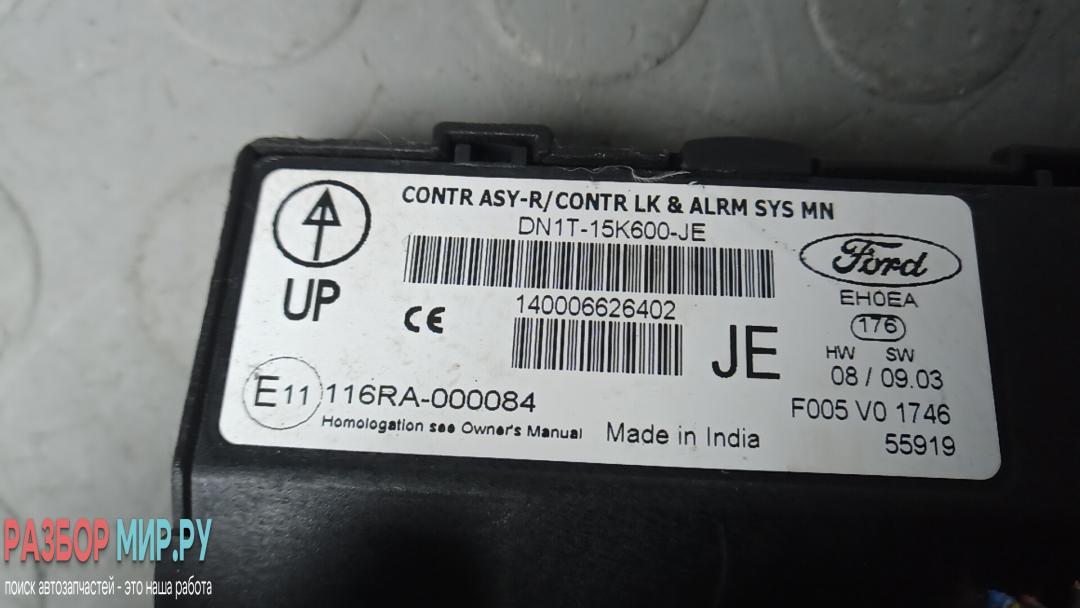 CONTR ASY-R/CONTR LK & ALRM SYS MN
DN1T-15K600-JE
Ford
UP
CE
140006626402
JE
EH0EA
176
HW SW
08 / 09.03
E11 116RA-000084
F005 V0 1746
Homologation see Owner's Manual
Made in India
55919
РАЗБОР МИР.РУ
поиск автозапчастей - это наша работа